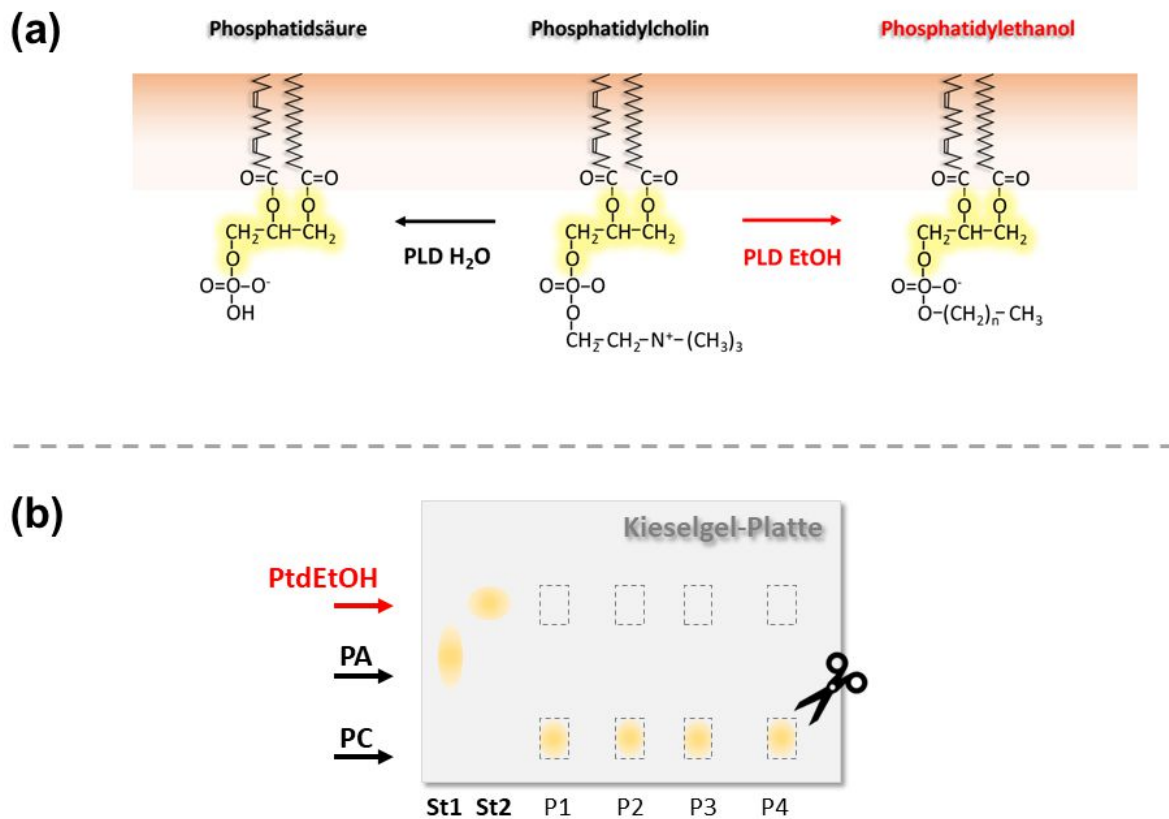 (a)
Phosphatidsäure Phosphatidylcholin Phosphatidylethanol
O=C C=O O=C C=O O=C C=O
O O O O O O
CH₂–CH–CH₂ CH₂–CH–CH₂ CH₂–CH–CH₂
PLD H₂O PLD EtOH
O O O
O=O–O⁻ O=O–O O=O–O⁻
OH O O–(CH₂)ₙ–CH₃
CH₂–CH₂–N⁺–(CH₃)₃
(b)
Kieselgel-Platte
PtdEtOH
PA
PC
St1 St2 P1 P2 P3 P4